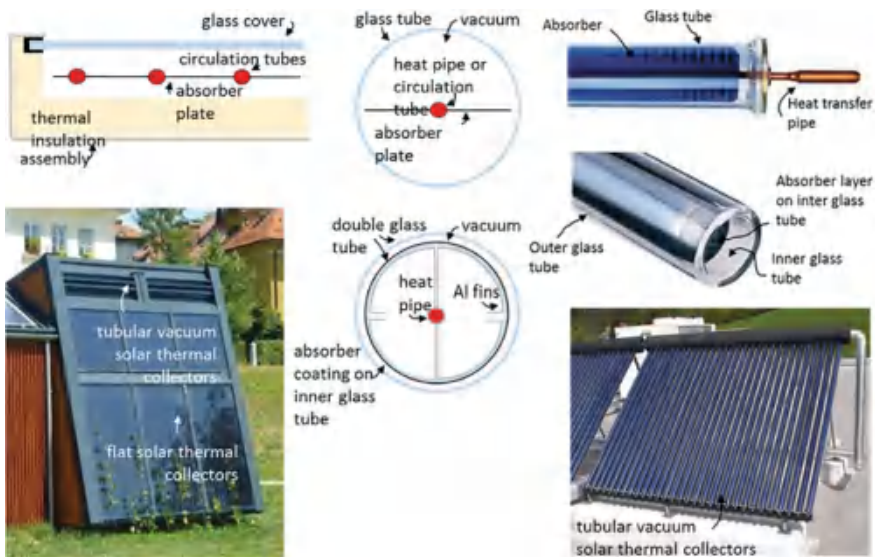 glass cover
circulation tubes
absorber
plate
thermal
insulation
assembly
glass tube
vacuum
heat pipe or
circulation
tube
absorber
plate
Absorber
Glass tube
Heat transfer
pipe
double glass
tube
vacuum
heat
pipe
Al fins
absorber
coating on
inner glass
tube
Absorber layer
on inter glass
tube
Outer glass
tube
Inner glass
tube
tubular vacuum
solar thermal
collectors
flat solar thermal
collectors
tubular vacuum
solar thermal collectors